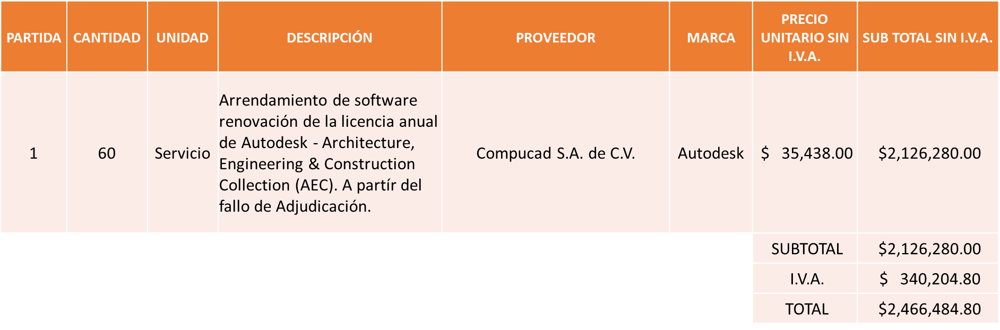 PARTIDA CANTIDAD UNIDAD DESCRIPCIÓN PROVEEDOR MARCA PRECIO UNITARIO SIN I.V.A. SUB TOTAL SIN I.V.A.
1 60 Servicio
Arrendamiento de software
renovación de la licencia anual
de Autodesk - Architecture,
Engineering & Construction
Collection (AEC). A partír del
fallo de Adjudicación.
Compucad S.A. de C.V. Autodesk $ 35,438.00 $2,126,280.00
SUBTOTAL $2,126,280.00
I.V.A. $ 340,204.80
TOTAL $2,466,484.80